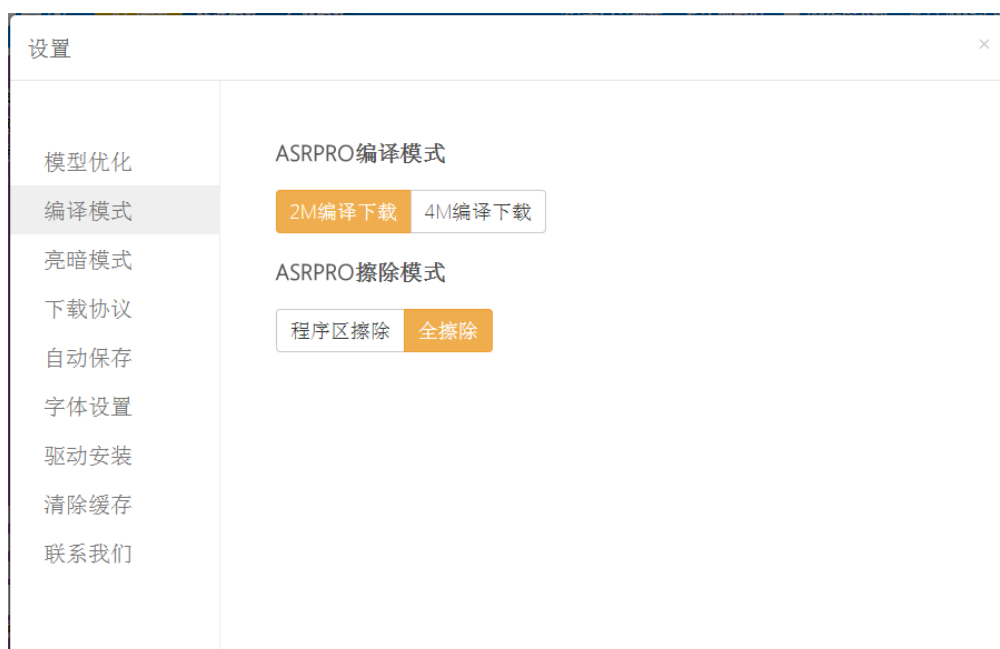 设置
×
模型优化
编译模式
亮暗模式
下载协议
自动保存
字体设置
驱动安装
清除缓存
联系我们
ASRPRO编译模式
2M编译下载 4M编译下载
ASRPRO擦除模式
程序区擦除 全擦除